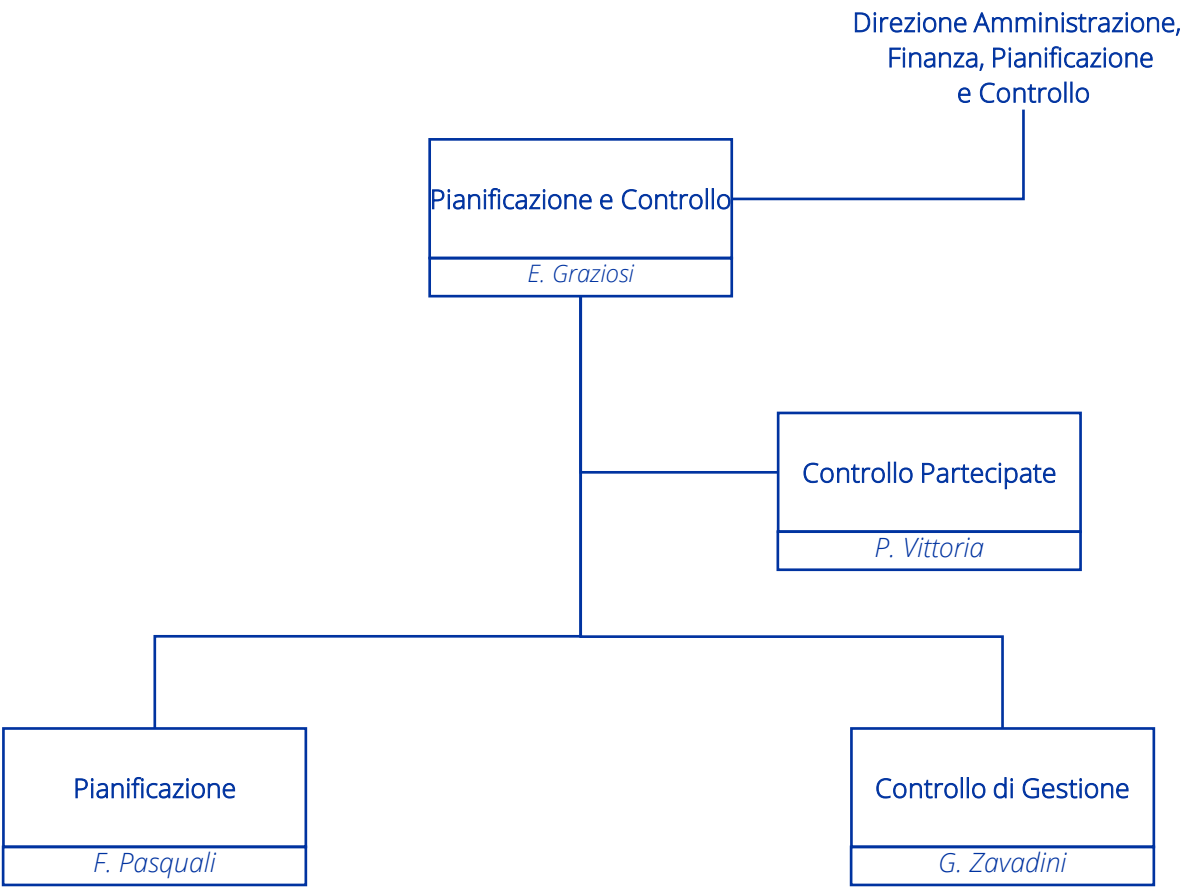 Direzione Amministrazione,
Finanza, Pianificazione
e Controllo
Pianificazione e Controllo
E. Graziosi
Controllo Partecipate
P. Vittoria
Pianificazione
F. Pasquali
Controllo di Gestione
G. Zavadini